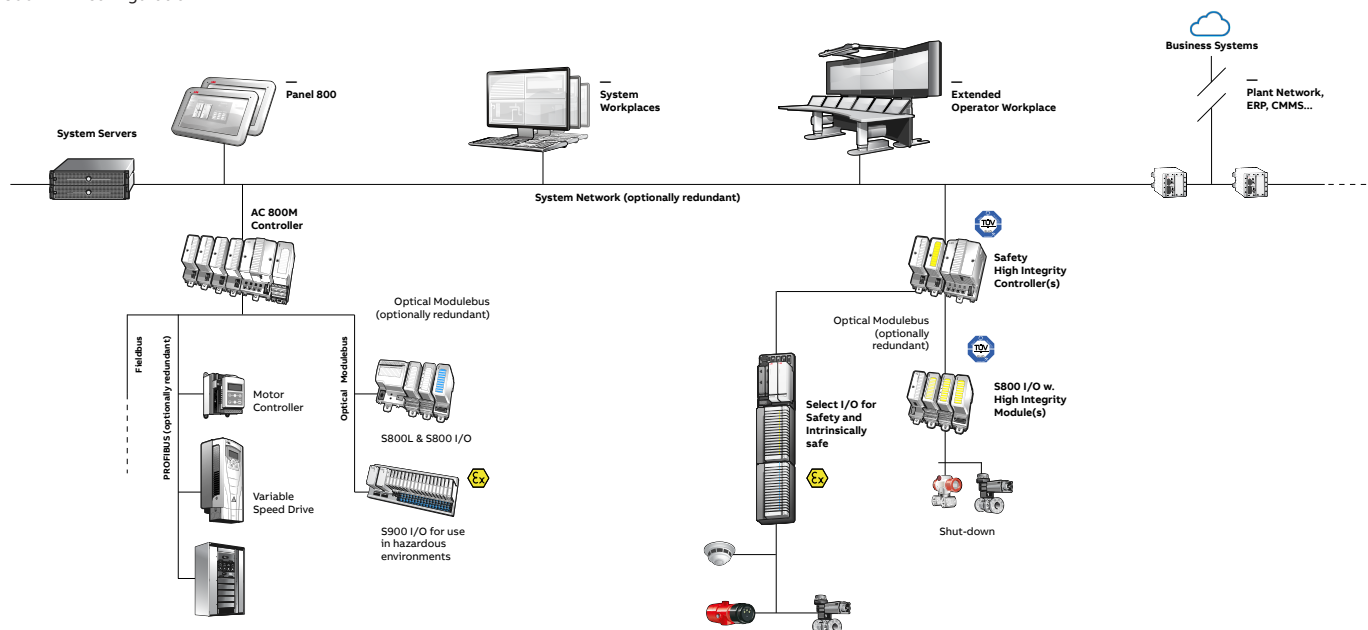 Business Systems
Panel 800
System
Workplaces
Extended
Operator Workplace
Plant Network,
ERP, CMMS...
System Servers
System Network (optionally redundant)
AC 800M
Controller
TÜV
Safety
High Integrity
Controller(s)
Optical Modulebus
(optionally redundant)
Optical Modulebus
(optionally
redundant)
TÜV
Fieldbus
PROFIBUS (optionally redundant)
Optical Modulebus
Motor
Controller
S800L & S800 I/O
Select I/O for
Safety and
Intrinsically
safe
S800 I/O w.
High Integrity
Module(s)
Ex
Ex
Variable
Speed Drive
S900 I/O for use
in hazardous
environments
Shut-down